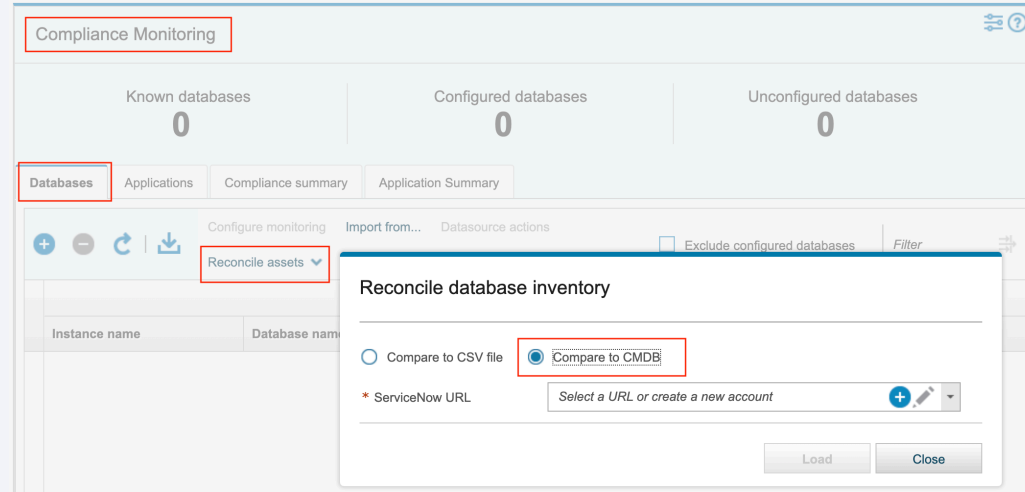 Compliance Monitoring
Known databases
0
Configured databases
0
Unconfigured databases
0
Databases
Applications
Compliance summary
Application Summary
Configure monitoring
Import from...
Datasource actions
Reconcile assets
Exclude configured databases
Filter
Instance name
Database name
Reconcile database inventory
Compare to CSV file
Compare to CMDB
* ServiceNow URL
Select a URL or create a new account
Load
Close